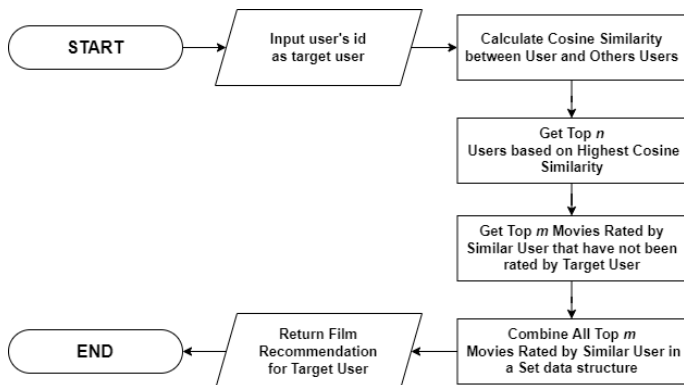 START
Input user's id
as target user
Calculate Cosine Similarity
between User and Others Users
Get Top n
Users based on Highest Cosine
Similarity
Get Top m Movies Rated by
Similar User that have not been
rated by Target User
Combine All Top m
Movies Rated by Similar User in
a Set data structure
Return Film
Recommendation
for Target User
END